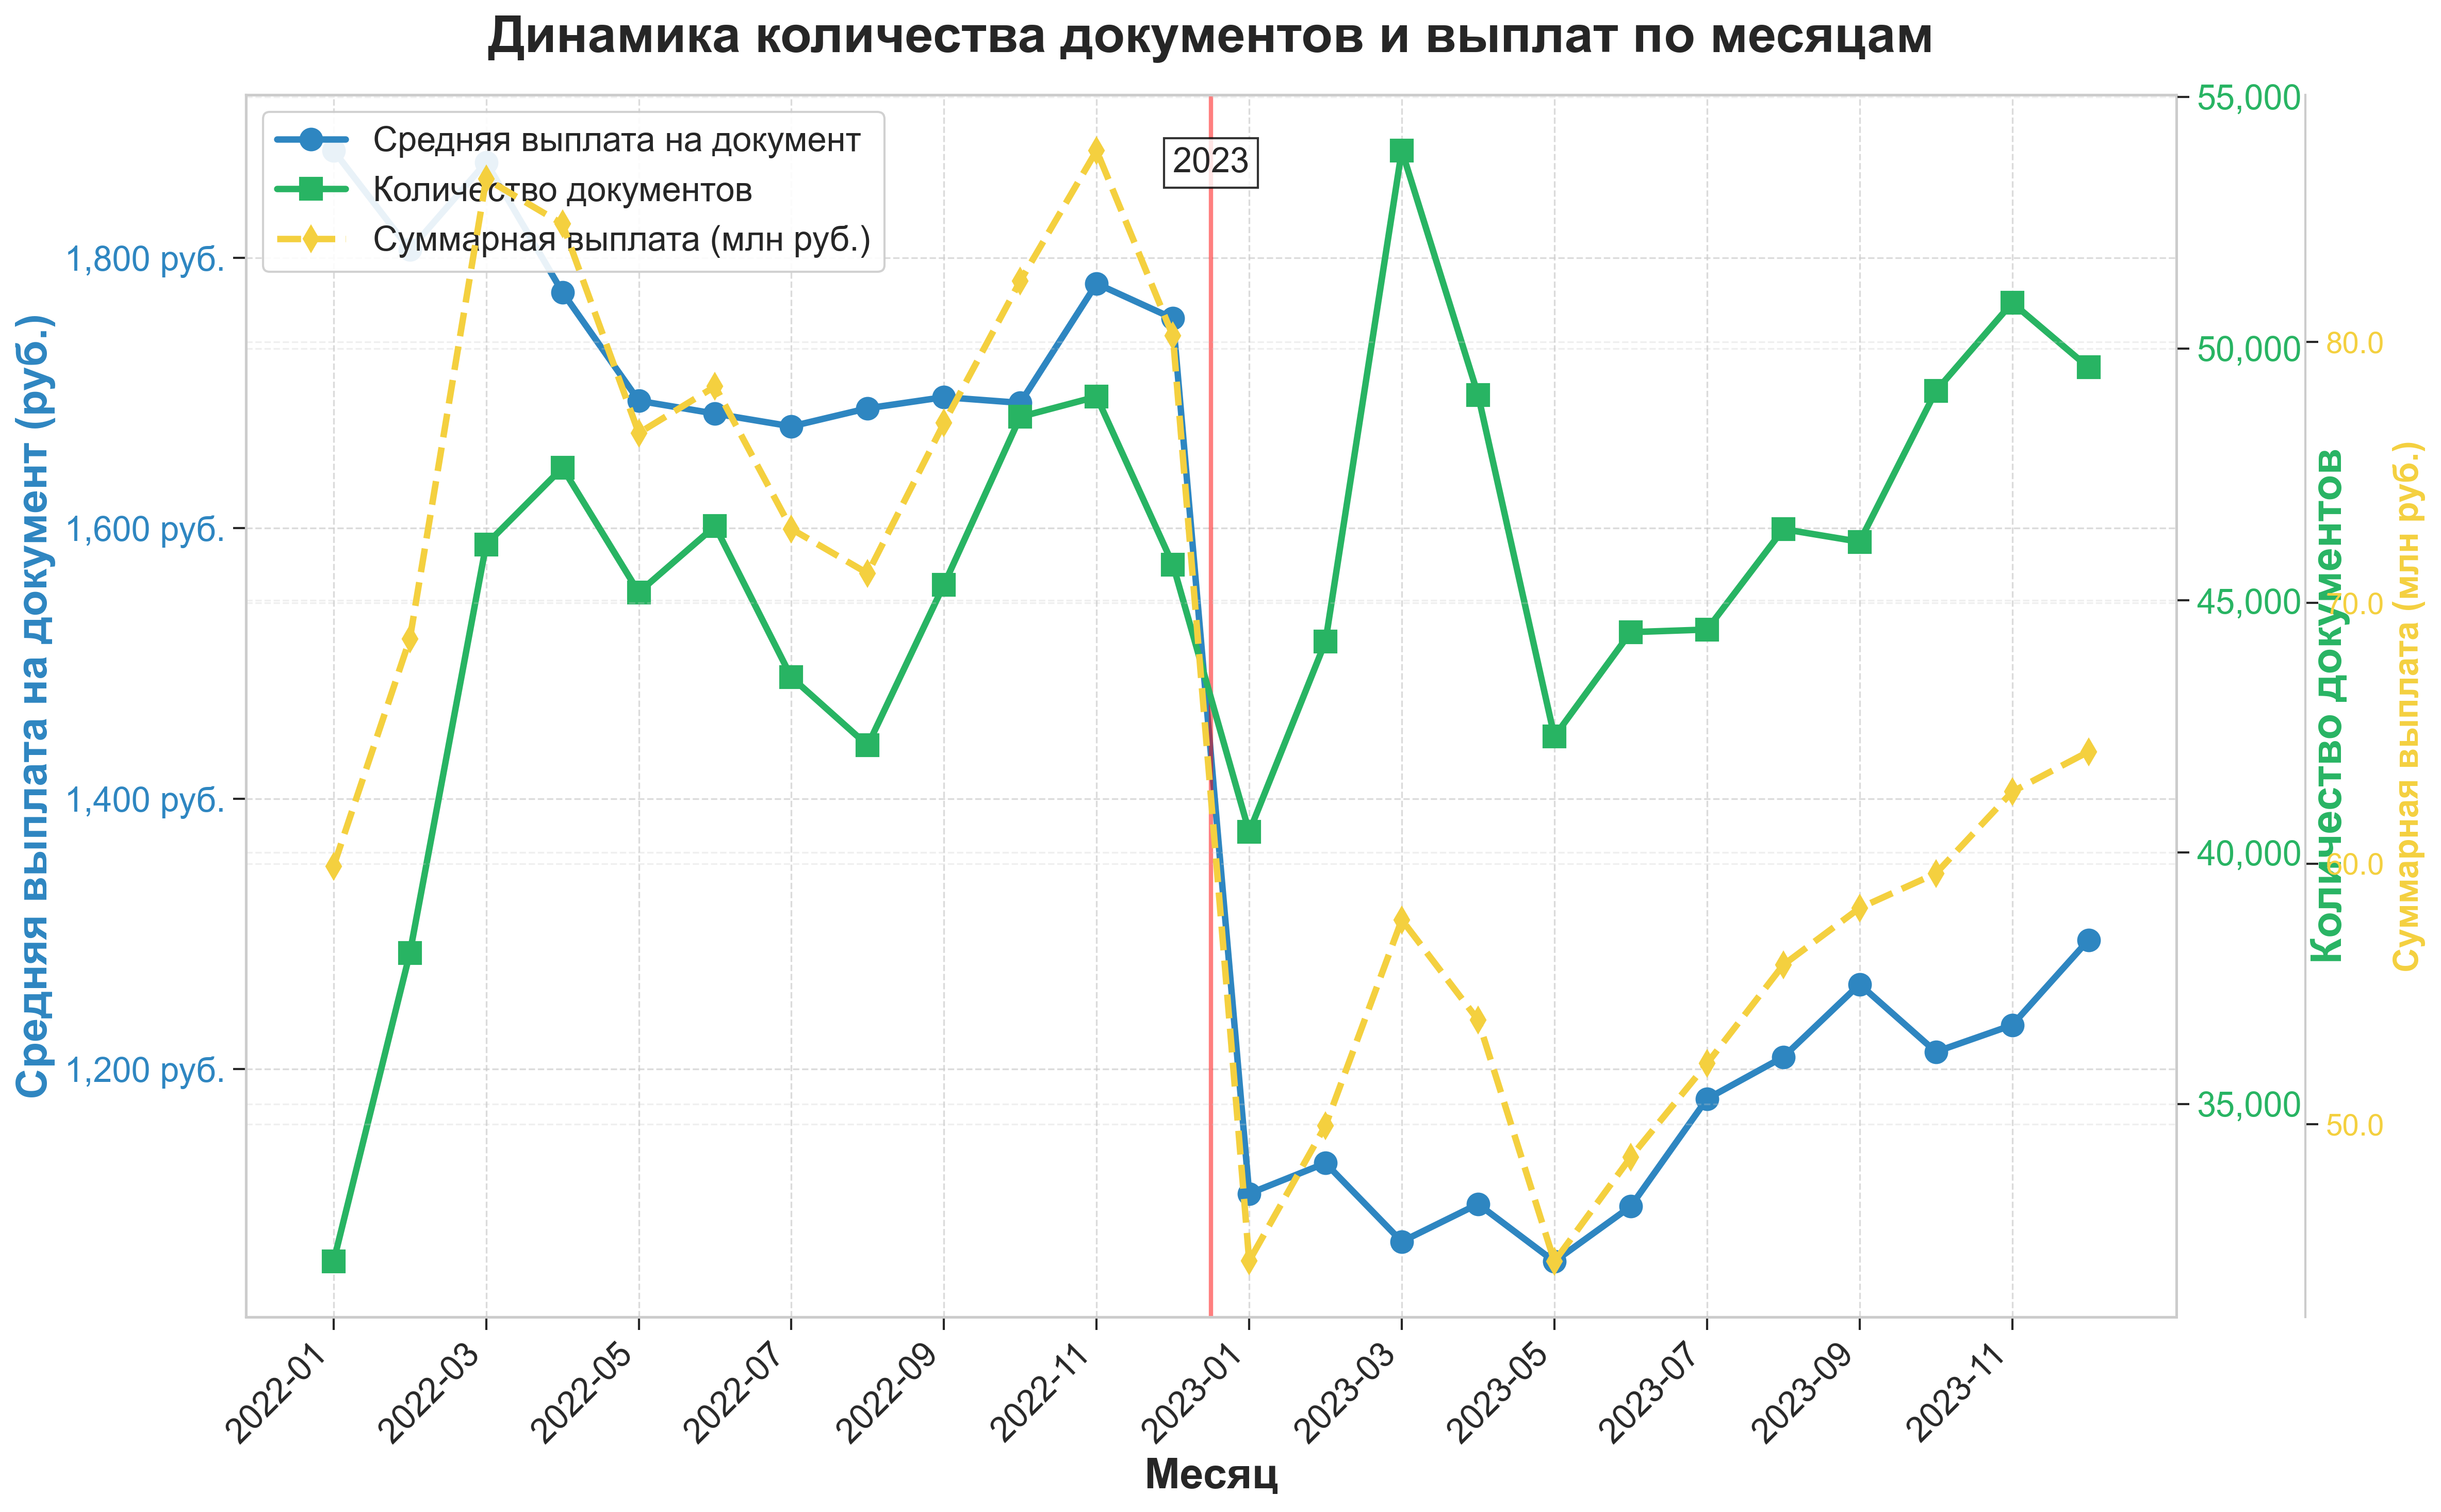 Динамика количества документов и выплат по месяцам
Средняя выплата на документ
Количество документов
Суммарная выплата (млн руб.)
2023
Средняя выплата на документ (руб.)
1,800 руб.
1,600 руб.
1,400 руб.
1,200 руб.
55,000
50,000
45,000
40,000
35,000
Количество документов
80.0
70.0
60.0
50.0
Суммарная выплата (млн руб.)
2022-01
2022-03
2022-05
2022-07
2022-09
2022-11
2023-01
2023-03
2023-05
2023-07
2023-09
2023-11
Месяц